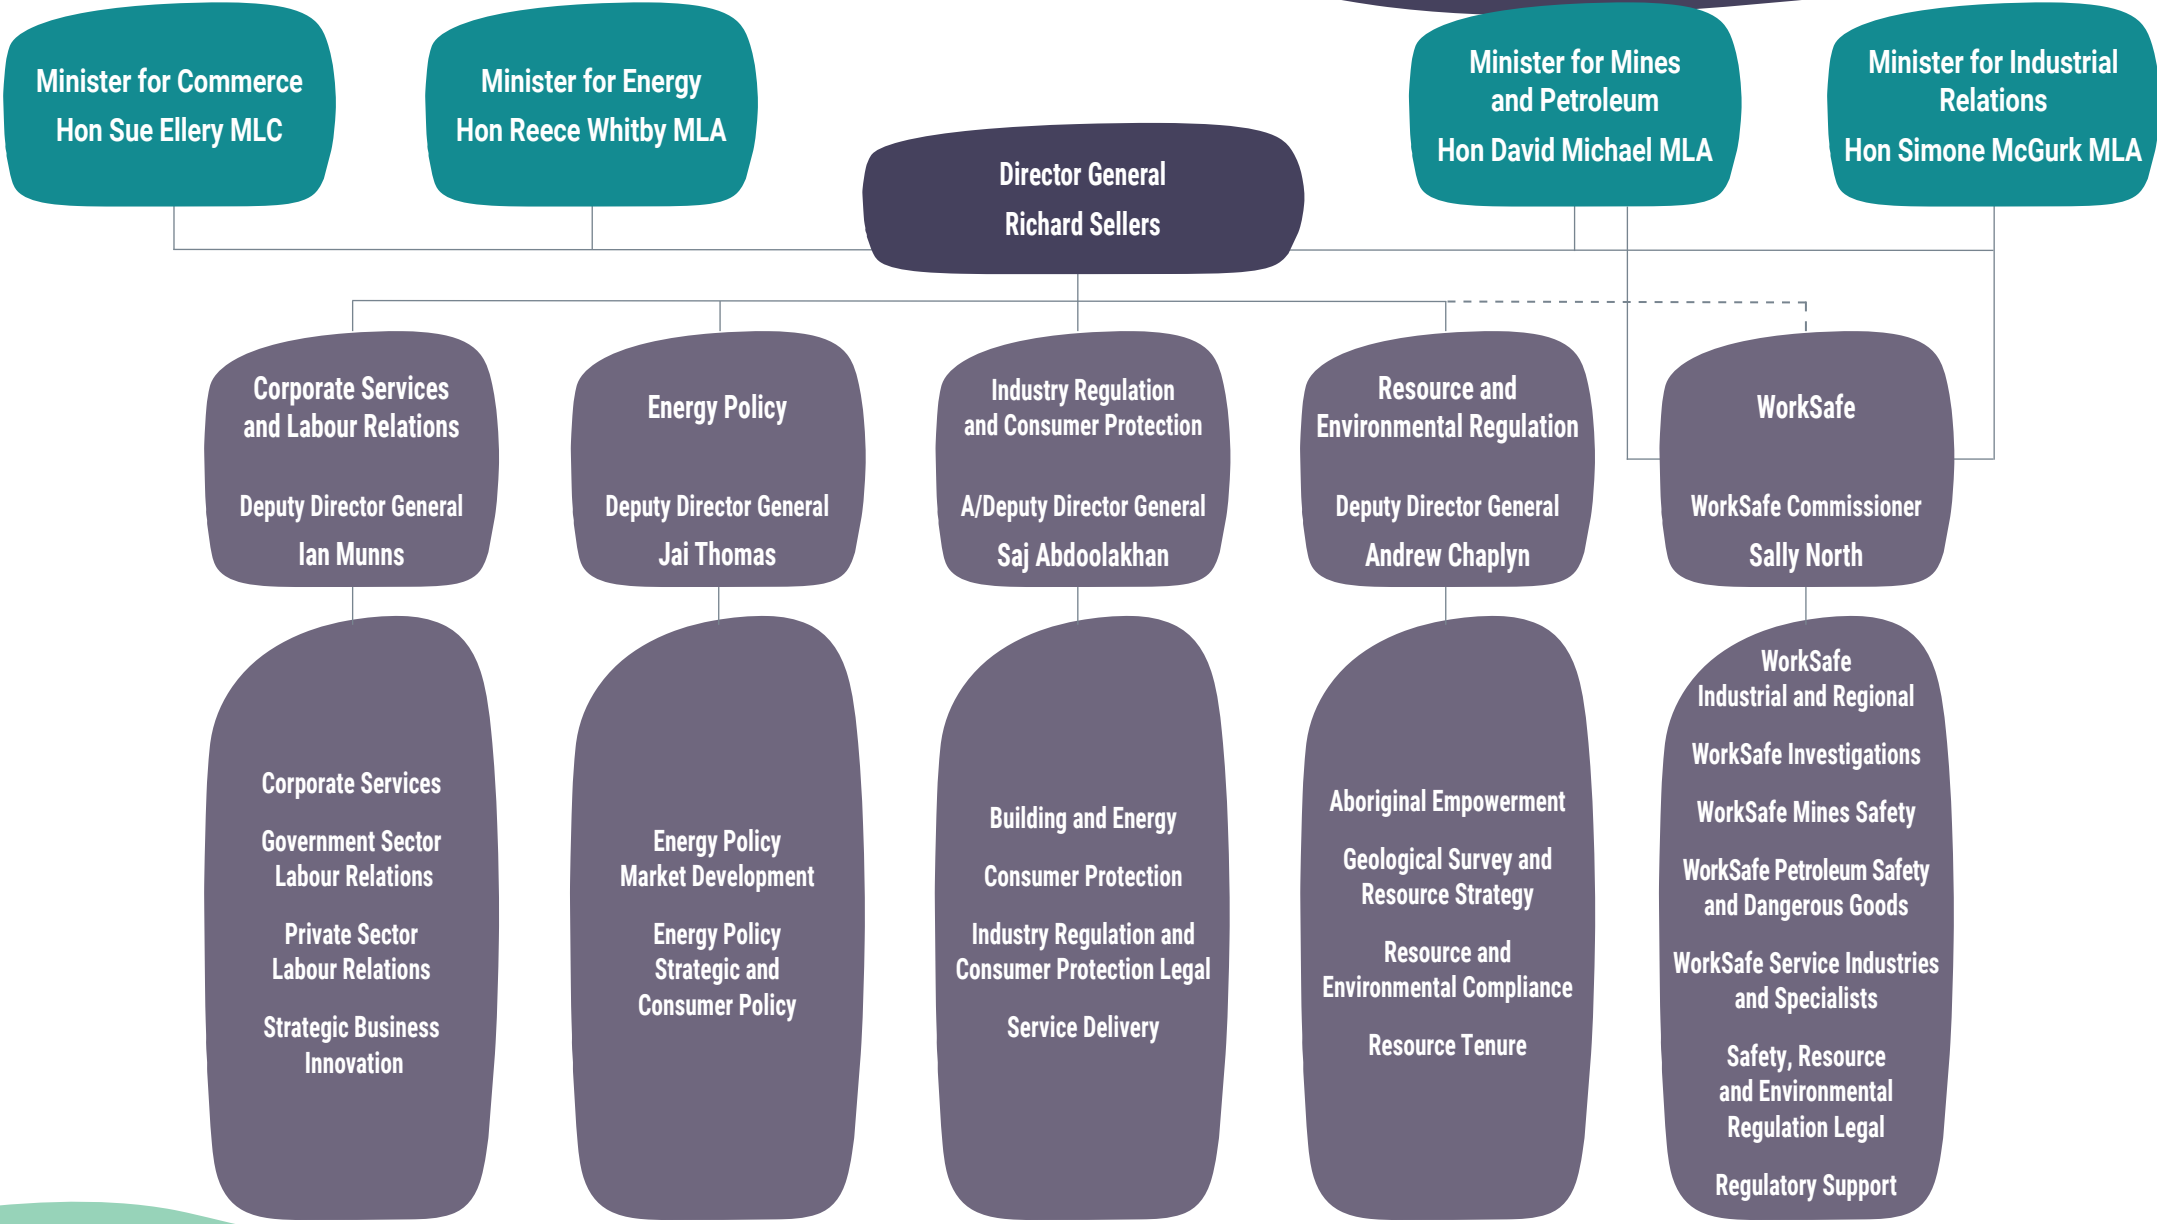 Minister for Commerce
Hon Sue Ellery MLC
Minister for Energy
Hon Reece Whitby MLA
Director General
Richard Sellers
Minister for Mines
and Petroleum
Hon David Michael MLA
Minister for Industrial
Relations
Hon Simone McGurk MLA
Corporate Services
and Labour Relations
Deputy Director General
Ian Munns
Energy Policy
Deputy Director General
Jai Thomas
Industry Regulation
and Consumer Protection
A/Deputy Director General
Saj Abdoolakhan
Resource and
Environmental Regulation
Deputy Director General
Andrew Chaplyn
WorkSafe
WorkSafe Commissioner
Sally North
Corporate Services
Government Sector
Labour Relations
Private Sector
Labour Relations
Strategic Business
Innovation
Energy Policy
Market Development
Energy Policy
Strategic and
Consumer Policy
Building and Energy
Consumer Protection
Industry Regulation and
Consumer Protection Legal
Service Delivery
Aboriginal Empowerment
Geological Survey and
Resource Strategy
Resource and
Environmental Compliance
Resource Tenure
WorkSafe
Industrial and Regional
WorkSafe Investigations
WorkSafe Mines Safety
WorkSafe Petroleum Safety
and Dangerous Goods
WorkSafe Service Industries
and Specialists
Safety, Resource
and Environmental
Regulation Legal
Regulatory Support